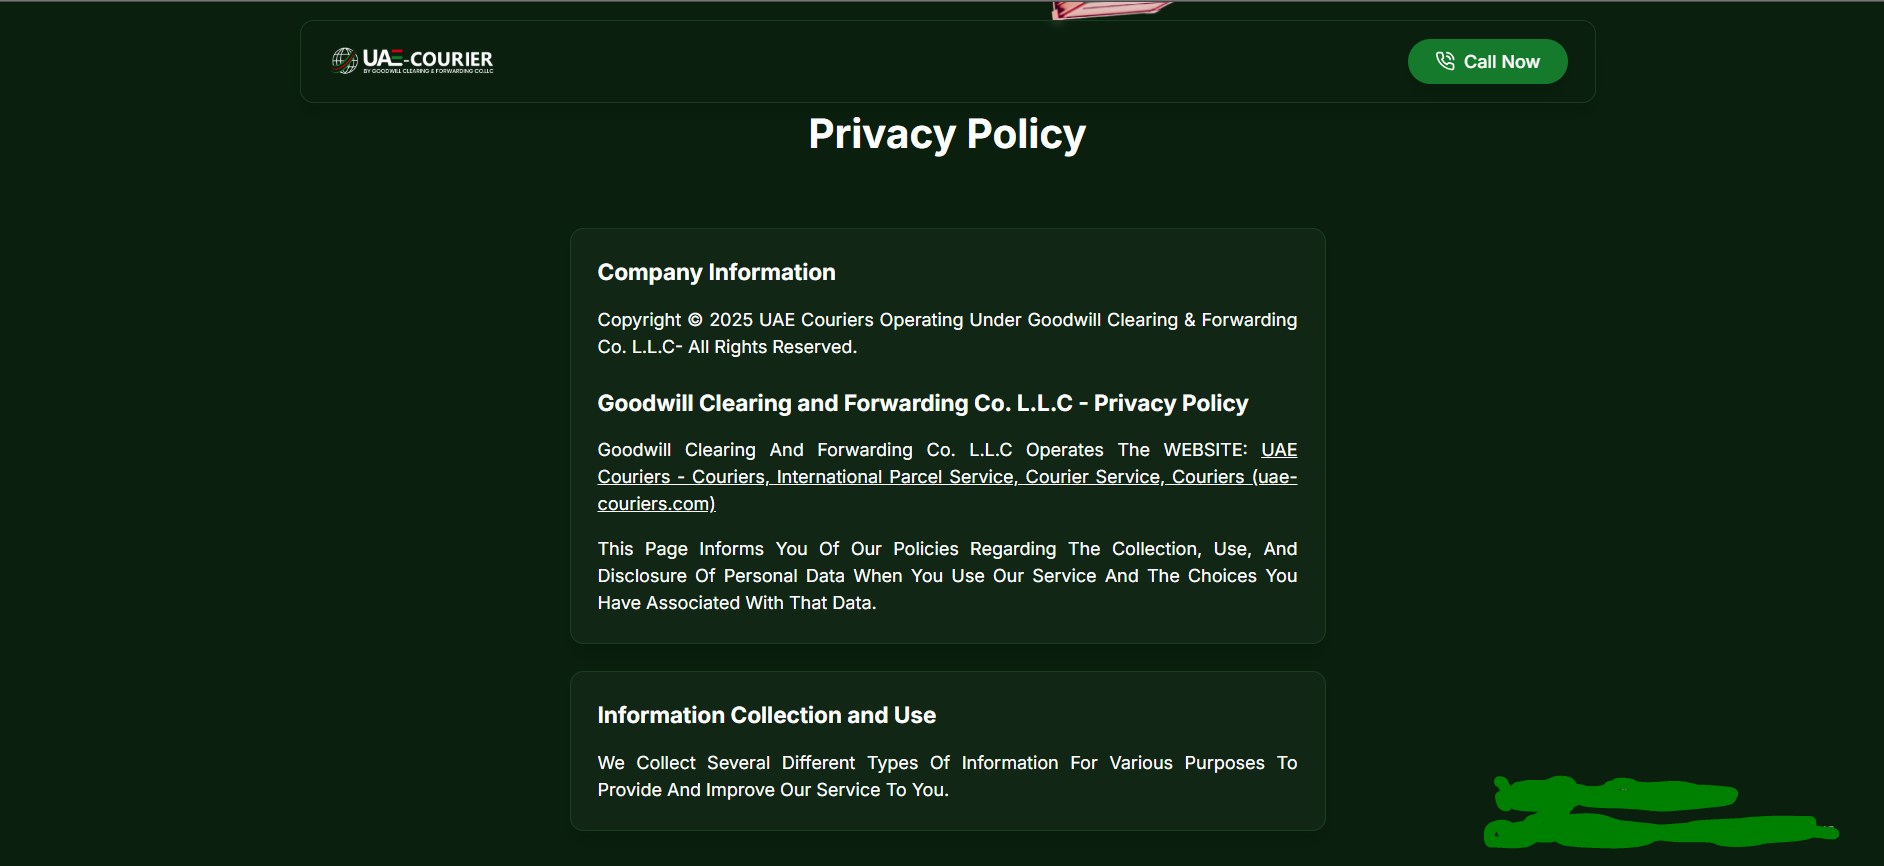 UAE-COURIER
BY GOODWILL CLEARING & FORWARDING CO.LLC
Call Now
Privacy Policy
Company Information
Copyright © 2025 UAE Couriers Operating Under Goodwill Clearing & Forwarding
Co. L.L.C- All Rights Reserved.
Goodwill Clearing and Forwarding Co. L.L.C - Privacy Policy
Goodwill Clearing And Forwarding Co. L.L.C Operates The WEBSITE: UAE
Couriers - Couriers, International Parcel Service, Courier Service, Couriers (uae-
couriers.com)
This Page Informs You Of Our Policies Regarding The Collection, Use, And
Disclosure Of Personal Data When You Use Our Service And The Choices You
Have Associated With That Data.
Information Collection and Use
We Collect Several Different Types Of Information For Various Purposes To
Provide And Improve Our Service To You.